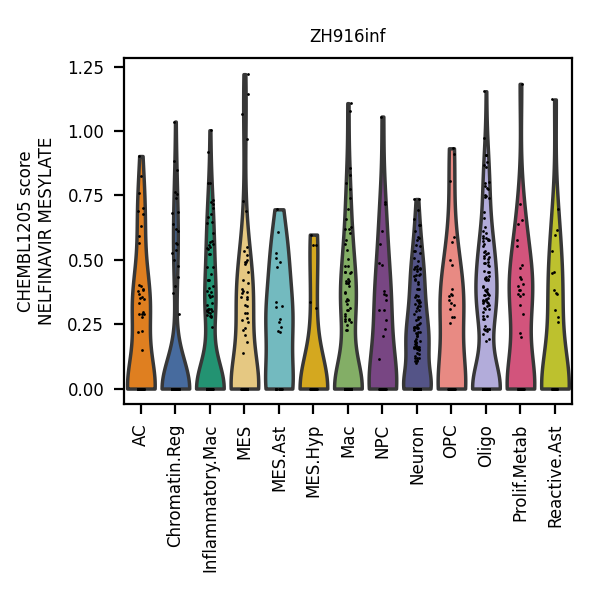 ZH916inf
CHEMBL1205 score
NELFINAVIR MESYLATE
1.25
1.00
0.75
0.50
0.25
0.00
AC
Chromatin.Reg
Inflammatory.Mac
MES
MES.Ast
MES.Hyp
Mac
NPC
Neuron
OPC
Oligo
Prolif.Metab
Reactive.Ast